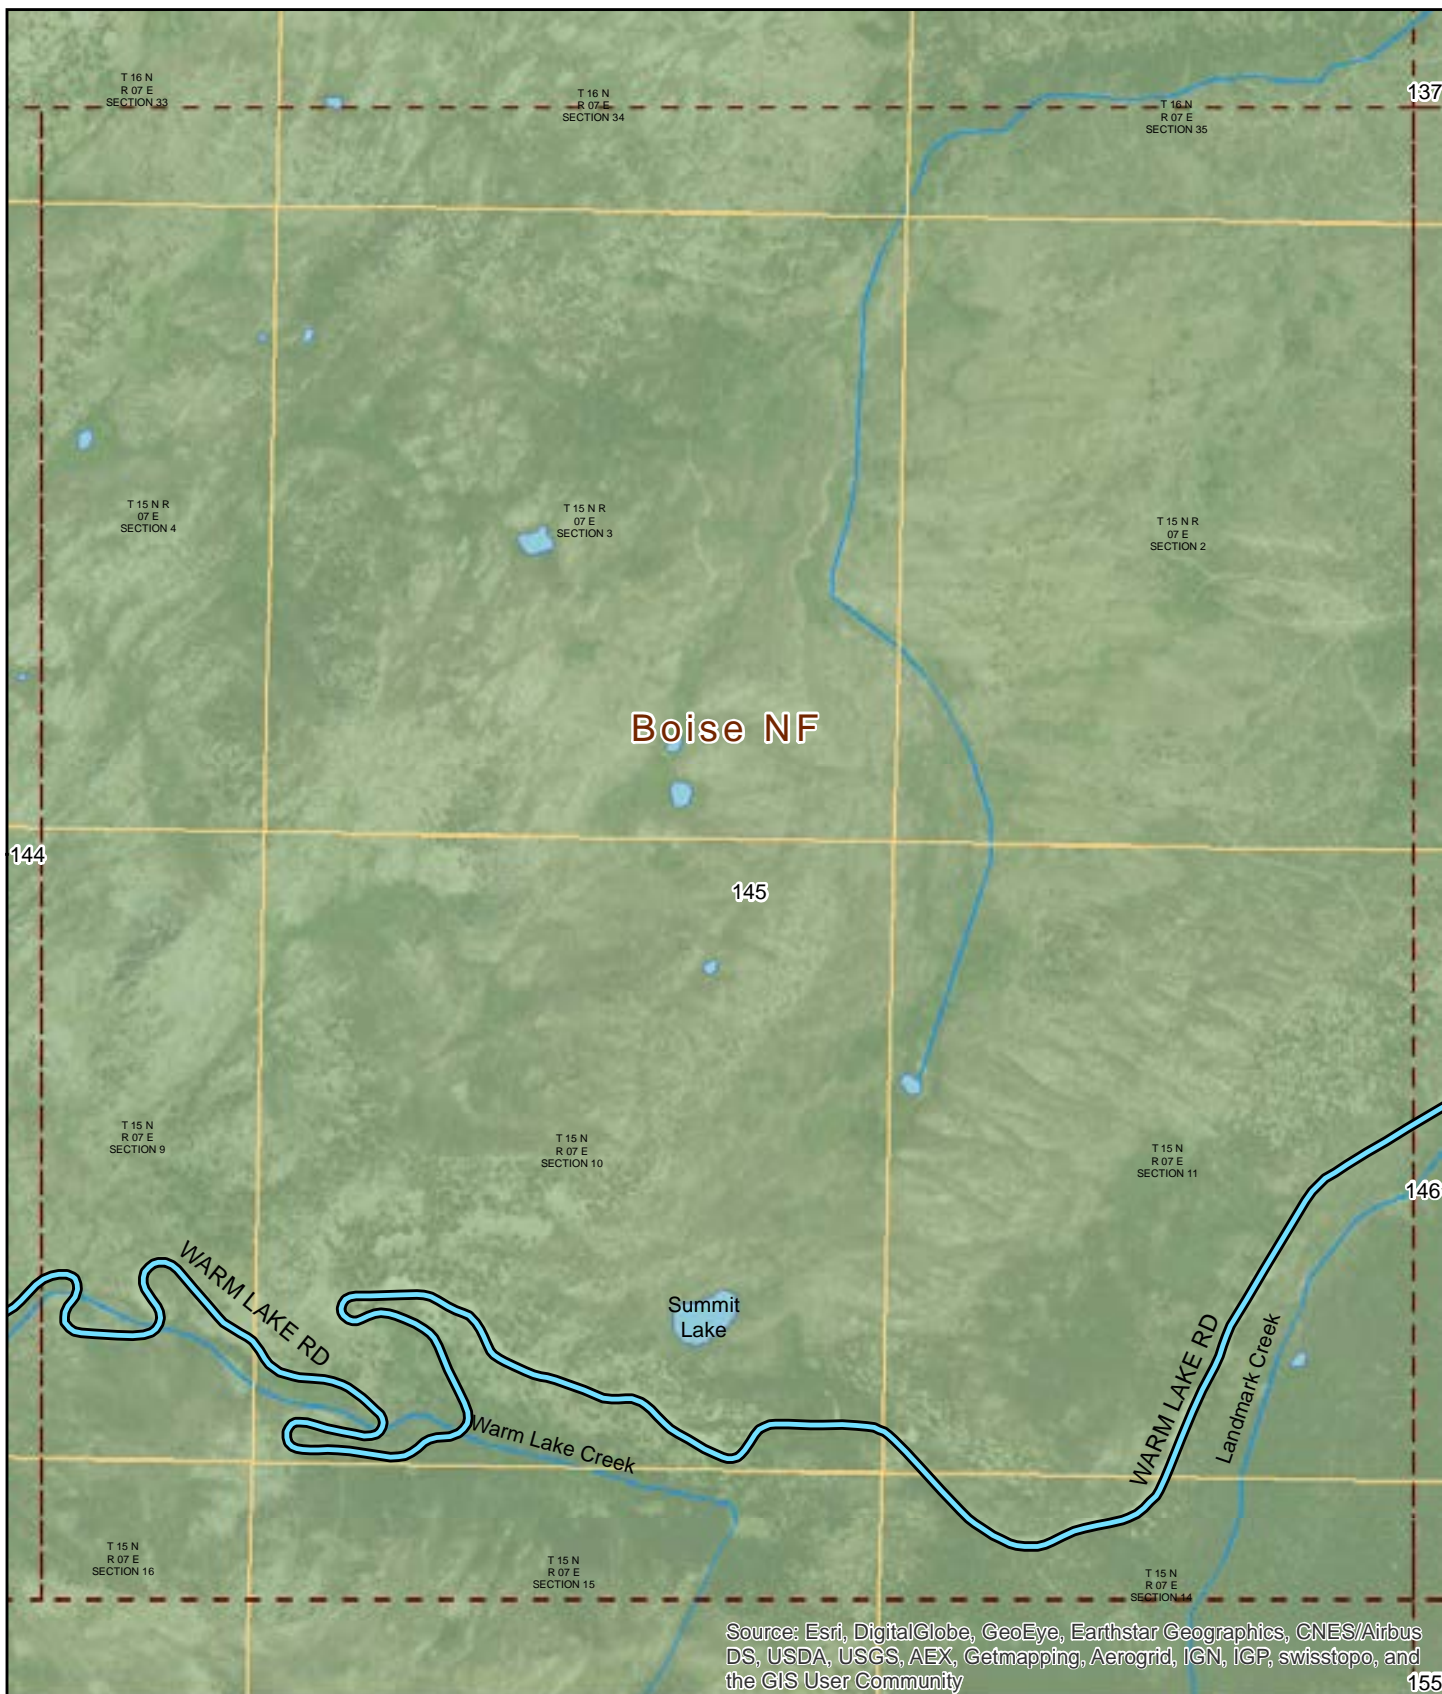 T 16 N
R 07 E
SECTION 33
T 16 N
R 07 E
SECTION 34
T 16 N
R 07 E
SECTION 35
137
T 15 N R
07 E
SECTION 4
T 15 N R
07 E
SECTION 3
T 15 N R
07 E
SECTION 2
Boise NF
144
145
T 15 N
R 07 E
SECTION 9
T 15 N
R 07 E
SECTION 10
T 15 N
R 07 E
SECTION 11
146
WARM LAKE RD
Summit
Lake
WARM LAKE RD
Landmark Creek
Warm Lake Creek
T 15 N
R 07 E
SECTION 16
T 15 N
R 07 E
SECTION 15
T 15 N
R 07 E
SECTION 14
Source: Esri, DigitalGlobe, GeoEye, Earthstar Geographics, CNES/Airbus
DS, USDA, USGS, AEX, Getmapping, Aerogrid, IGN, IGP, swisstopo, and
the GIS User Community
155